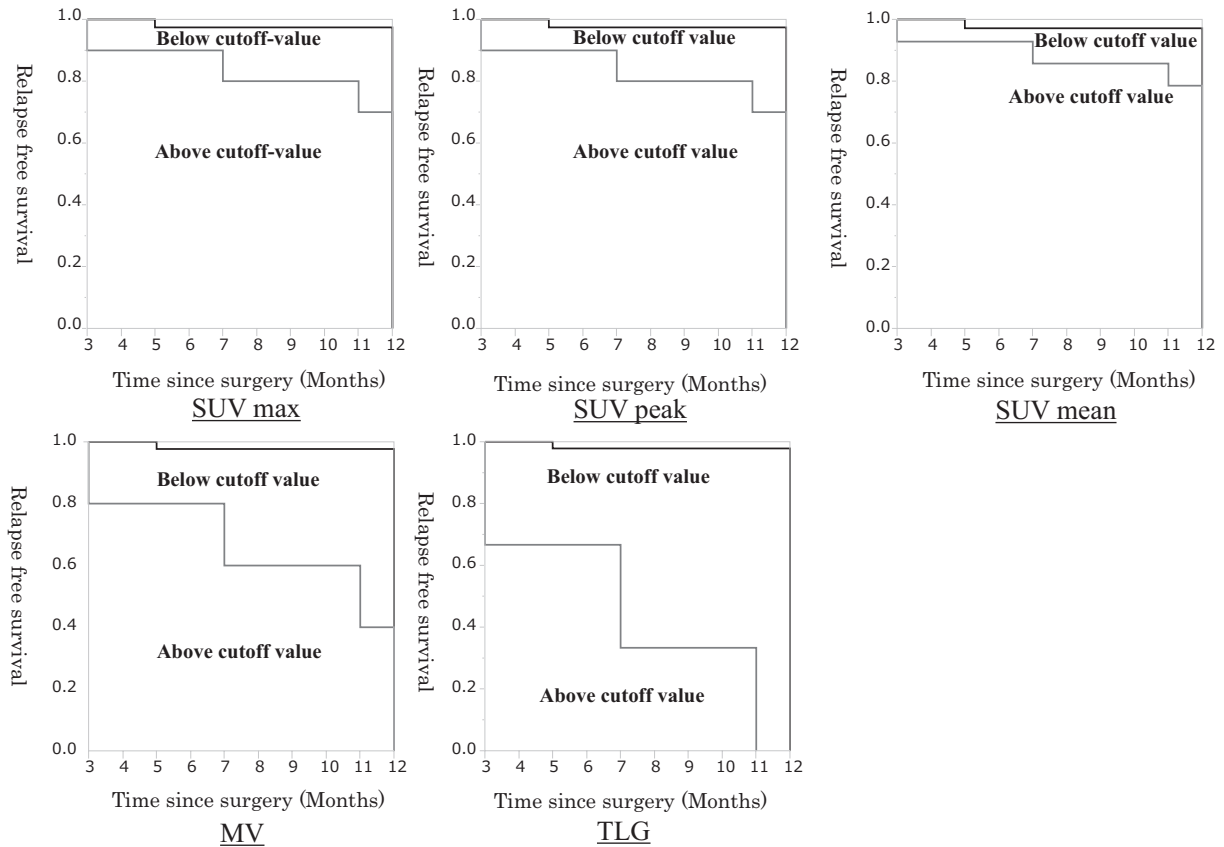 1.0
0.8
0.6
0.4
0.2
0.0
Relapse free survival
Below cutoff-value
Above cutoff-value
3 4 5 6 7 8 9 10 11 12
Time since surgery (Months)
SUV max
1.0
0.8
0.6
0.4
0.2
0.0
Relapse free survival
Below cutoff value
Above cutoff value
3 4 5 6 7 8 9 10 11 12
Time since surgery (Months)
SUV peak
1.0
0.8
0.6
0.4
0.2
0.0
Relapse free survival
Below cutoff value
Above cutoff value
3 4 5 6 7 8 9 10 11 12
Time since surgery (Months)
SUV mean
1.0
0.8
0.6
0.4
0.2
0.0
Relapse free survival
Below cutoff value
Above cutoff value
3 4 5 6 7 8 9 10 11 12
Time since surgery (Months)
MV
1.0
0.8
0.6
0.4
0.2
0.0
Relapse free survival
Below cutoff value
Above cutoff value
3 4 5 6 7 8 9 10 11 12
Time since surgery (Months)
TLG